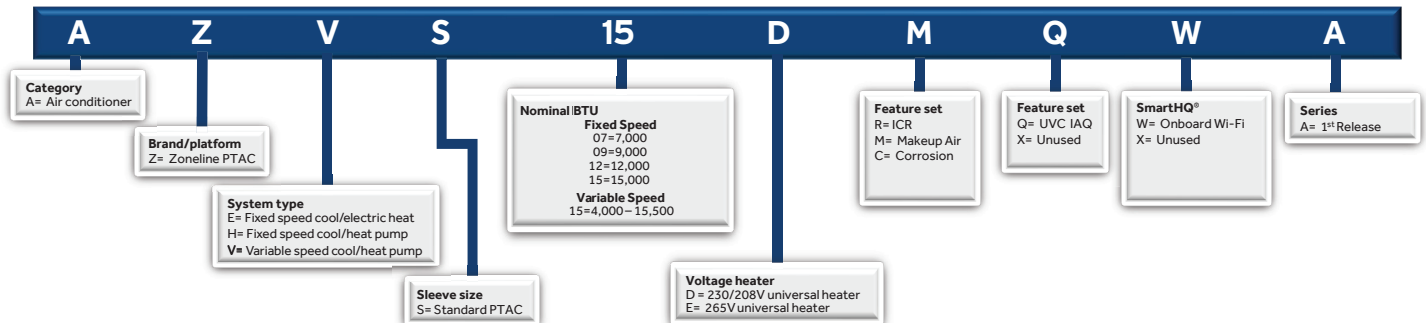 A Z V S 15 D M Q W A
Category
A= Air conditioner
Brand/platform
Z= Zoneline PTAC
System type
E= Fixed speed cool/electric heat
H= Fixed speed cool/heat pump
V= Variable speed cool/heat pump
Sleeve size
S= Standard PTAC
Nominal BTU
Fixed Speed
07=7,000
09=9,000
12=12,000
15=15,000
Variable Speed
15=4,000–15,500
Voltage heater
D = 230/208V universal heater
E= 265V universal heater
Feature set
R= ICR
M= Makeup Air
C= Corrosion
Feature set
Q= UVC IAQ
X= Unused
SmartHQ®
W= Onboard Wi-Fi
X= Unused
Series
A= 1st Release